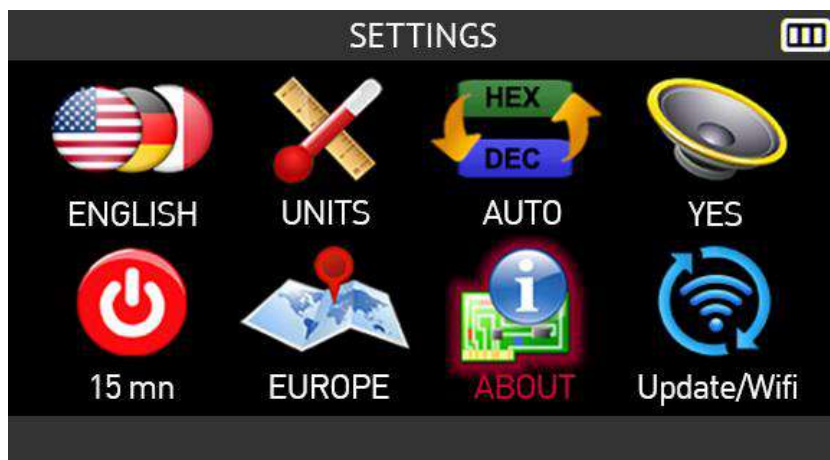 SETTINGS
HEX
DEC
ENGLISH UNITS AUTO YES
i
15 mn EUROPE ABOUT Update/Wifi